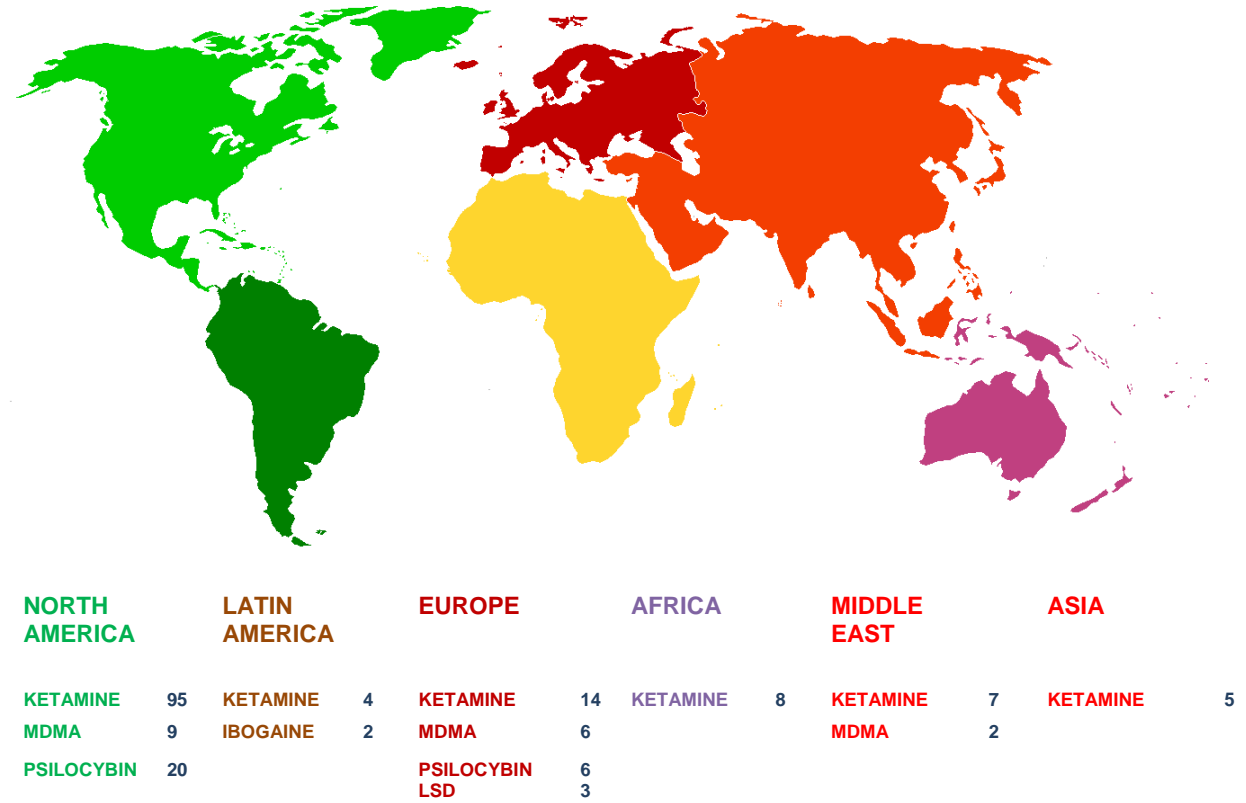 NORTH AMERICA LATIN AMERICA EUROPE AFRICA MIDDLE EAST ASIA
KETAMINE 95 KETAMINE 4 KETAMINE 14 KETAMINE 8 KETAMINE 7 KETAMINE 5
MDMA 9 IBOGAINE 2 MDMA 6 MDMA 2
PSILOCYBIN 20 PSILOCYBIN 6
LSD 3